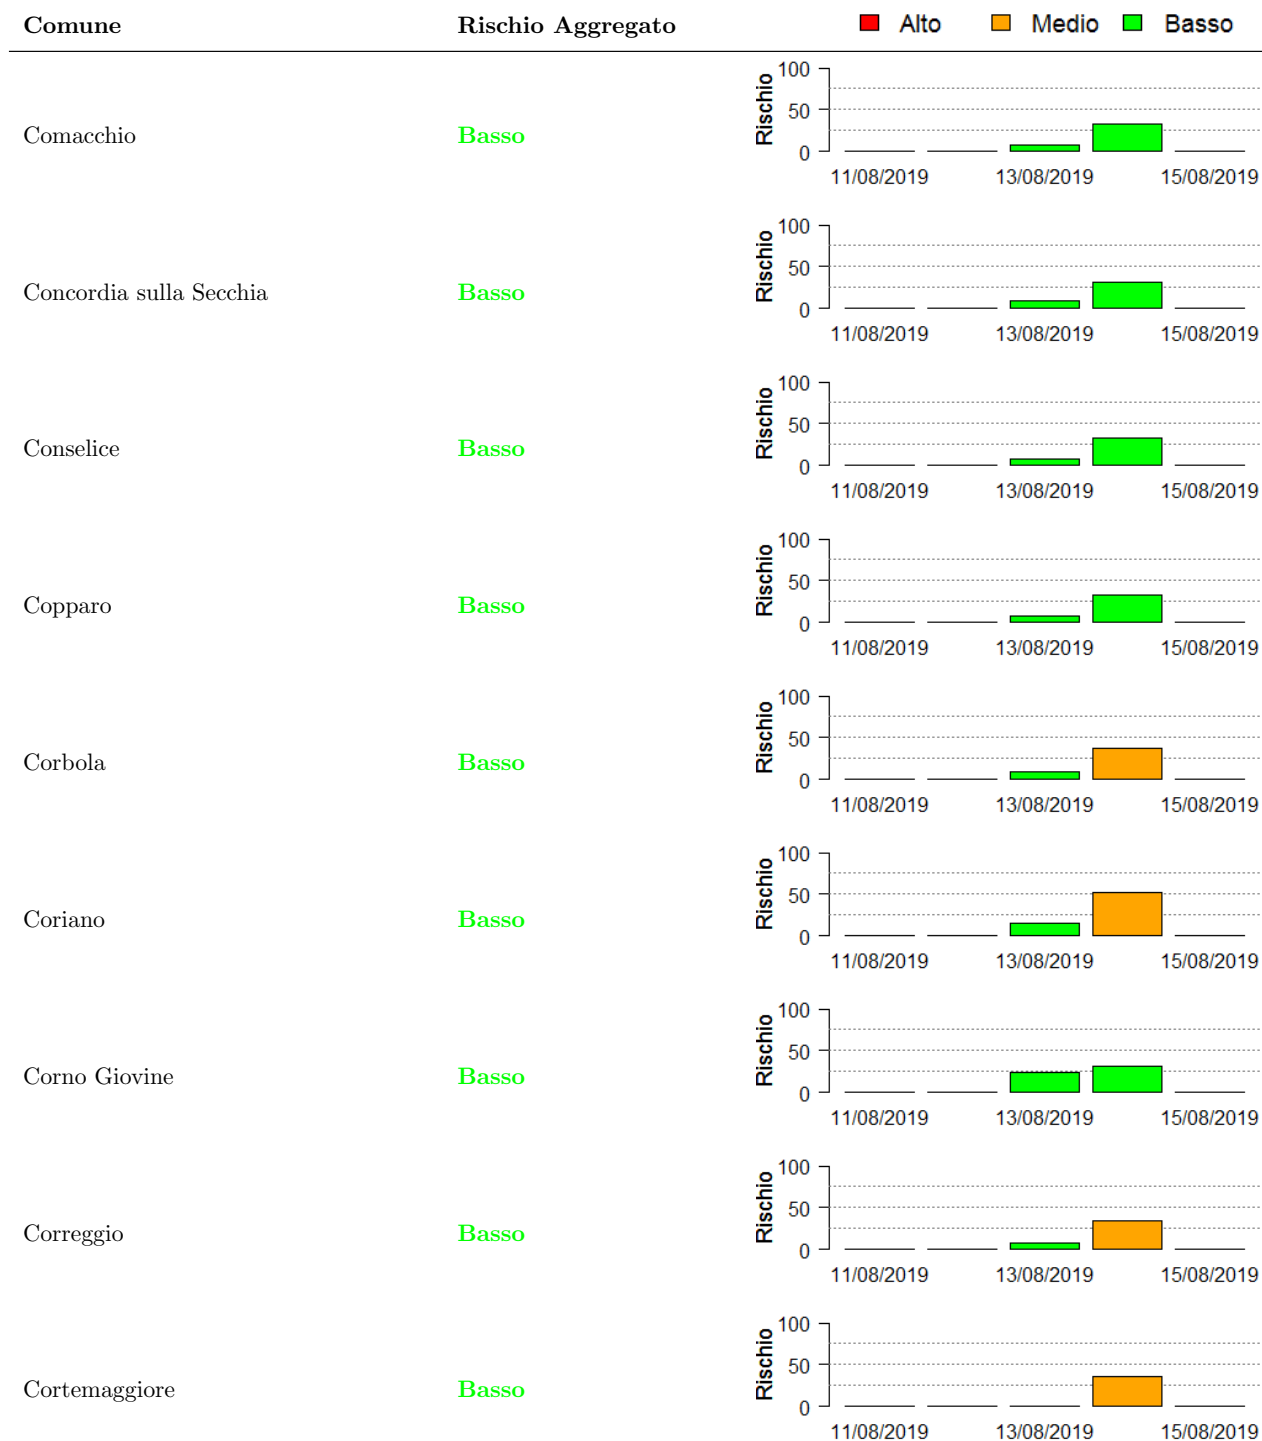 Comune Rischio Aggregato Alto Medio Basso
100
50
0
Rischio
Comacchio Basso
11/08/2019 13/08/2019 15/08/2019
100
50
0
Rischio
Concordia sulla Secchia Basso
11/08/2019 13/08/2019 15/08/2019
100
50
0
Rischio
Conselice Basso
11/08/2019 13/08/2019 15/08/2019
100
50
0
Rischio
Copparo Basso
11/08/2019 13/08/2019 15/08/2019
100
50
0
Rischio
Corbola Basso
11/08/2019 13/08/2019 15/08/2019
100
50
0
Rischio
Coriano Basso
11/08/2019 13/08/2019 15/08/2019
100
50
0
Rischio
Corno Giovine Basso
11/08/2019 13/08/2019 15/08/2019
100
50
0
Rischio
Correggio Basso
11/08/2019 13/08/2019 15/08/2019
100
50
0
Rischio
Cortemaggiore Basso
11/08/2019 13/08/2019 15/08/2019